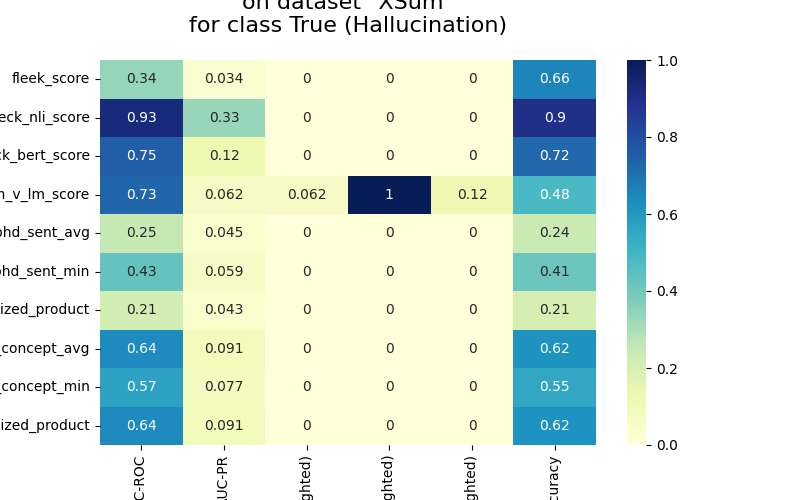 on dataset "XSum"
for class True (Hallucination)
fleek_score 0.34 0.034 0 0 0 0.66
eck_nli_score 0.93 0.33 0 0 0 0.9
ck_bert_score 0.75 0.12 0 0 0 0.72
_v_lm_score 0.73 0.062 0.062 1 0.12 0.48
hd_sent_avg 0.25 0.045 0 0 0 0.24
hd_sent_min 0.43 0.059 0 0 0 0.41
ized_product 0.21 0.043 0 0 0 0.21
_concept_avg 0.64 0.091 0 0 0 0.62
_concept_min 0.57 0.077 0 0 0 0.55
ized_product 0.64 0.091 0 0 0 0.62
C-ROC
UC-PR
ghted)
ghted)
ghted)
curacy
1.0
0.8
0.6
0.4
0.2
0.0